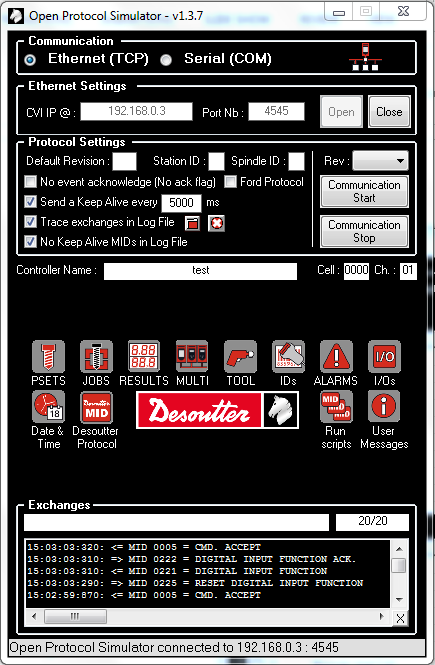 Open Protocol Simulator - v1.3.7
Communication
Ethernet (TCP) Serial (COM)
Ethernet Settings
CVI IP @ : 192.168.0.3 Port Nb : 4545 Open Close
Protocol Settings
Default Revision : Station ID : Spindle ID : Rev :
No event acknowledge (No ack flag) Ford Protocol
Communication Start
Send a Keep Alive every 5000 ms
Trace exchanges in Log File
Communication Stop
No Keep Alive MIDs in Log File
Controller Name : test Cell : 0000 Ch. : 01
PSETS JOBS RESULTS MULTI TOOL IDs ALARMS I/Os
Date & Time 18
Desoutter MID
Desoutter Protocol
Desoutter
MID MID MID
Run scripts
User Messages
Exchanges
20/20
15:03:03:320: <= MID 0005 = CMD. ACCEPT
15:03:03:310: => MID 0222 = DIGITAL INPUT FUNCTION ACK.
15:03:03:310: <= MID 0221 = DIGITAL INPUT FUNCTION
15:03:03:290: => MID 0225 = RESET DIGITAL INPUT FUNCTION
15:02:59:870: <= MID 0005 = CMD. ACCEPT
X
Open Protocol Simulator connected to 192.168.0.3 : 4545